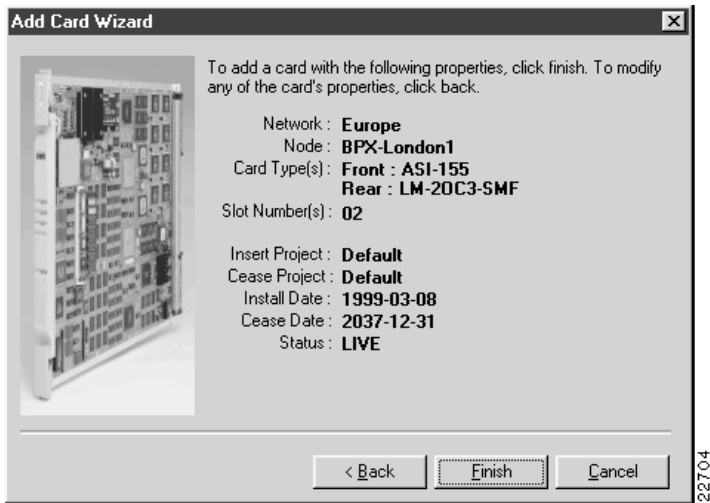 Add Card Wizard
To add a card with the following properties, click finish. To modify
any of the card's properties, click back.
Network : Europe
Node : BPX-London1
Card Type(s) : Front : ASI-155
Rear : LM-2OC3-SMF
Slot Number(s) : 02
Insert Project : Default
Cease Project : Default
Install Date : 1999-03-08
Cease Date : 2037-12-31
Status : LIVE
< Back
Finish
Cancel
22704